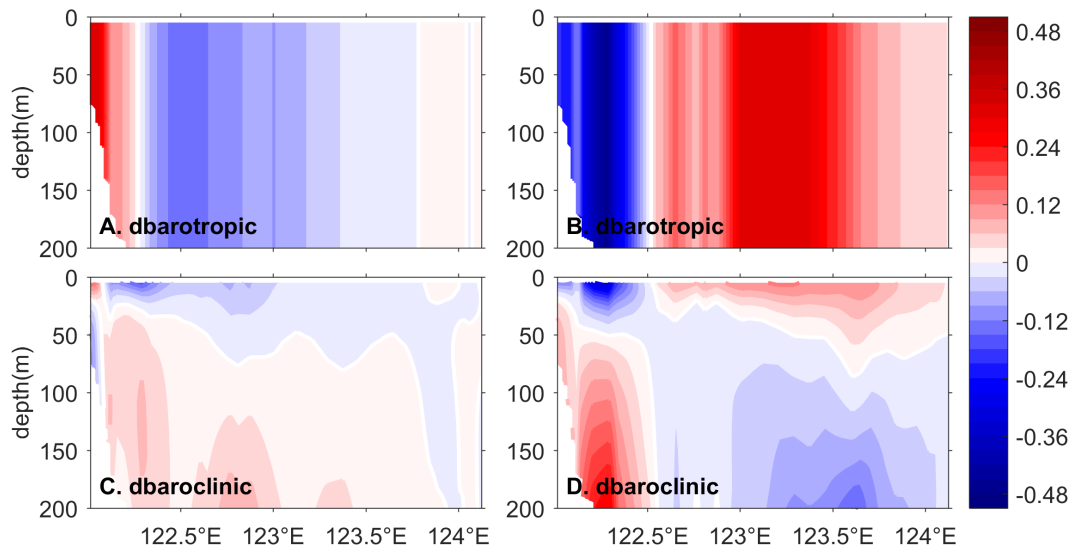 0
50
100
150
200
depth(m)
A. dbarotropic
0
50
100
150
200
B. dbarotropic
0
50
100
150
200
depth(m)
C. dbaroclinic
122.5°E
123°E
123.5°E
124°E
0
50
100
150
200
D. dbaroclinic
122.5°E
123°E
123.5°E
124°E
0.48
0.36
0.24
0.12
0
-0.12
-0.24
-0.36
-0.48